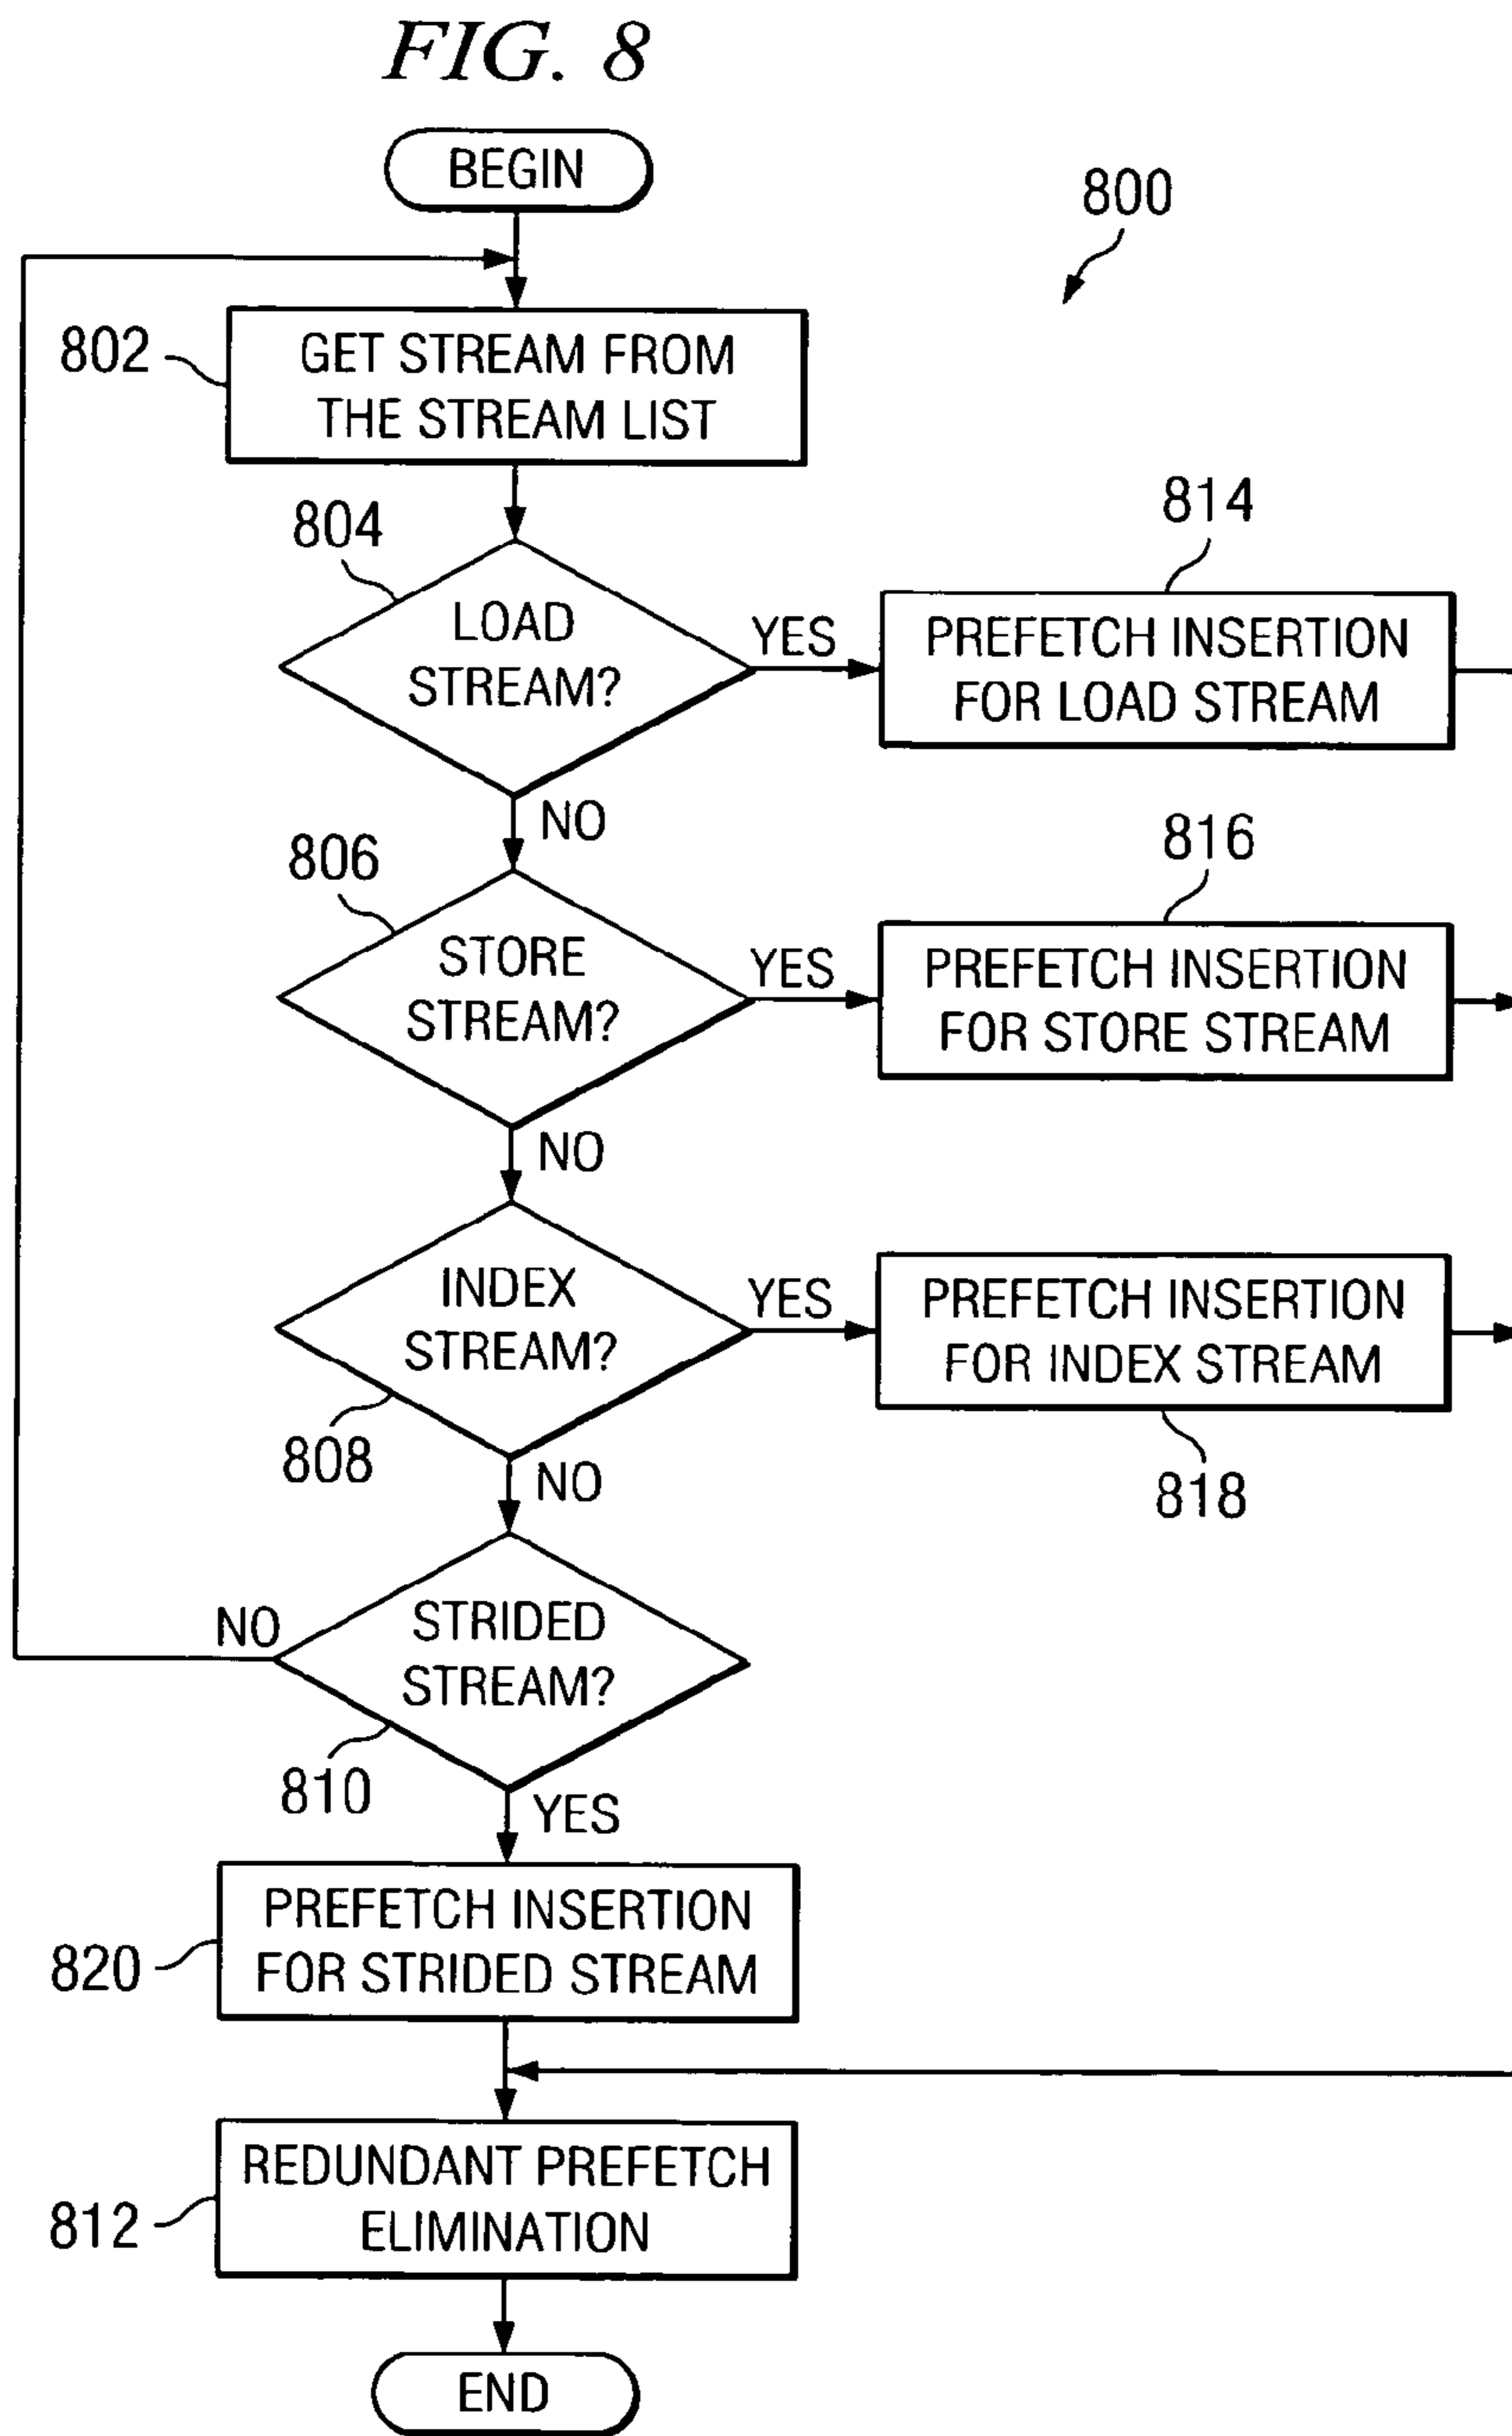 FIG. 8
BEGIN
800
802
GET STREAM FROM
THE STREAM LIST
804
LOAD
STREAM?
YES
814
PREFETCH INSERTION
FOR LOAD STREAM
NO
806
STORE
STREAM?
YES
816
PREFETCH INSERTION
FOR STORE STREAM
NO
INDEX
STREAM?
YES
PREFETCH INSERTION
FOR INDEX STREAM
808
818
NO
NO
STRIDED
STREAM?
810
YES
820
PREFETCH INSERTION
FOR STRIDED STREAM
812
REDUNDANT PREFETCH
ELIMINATION
END